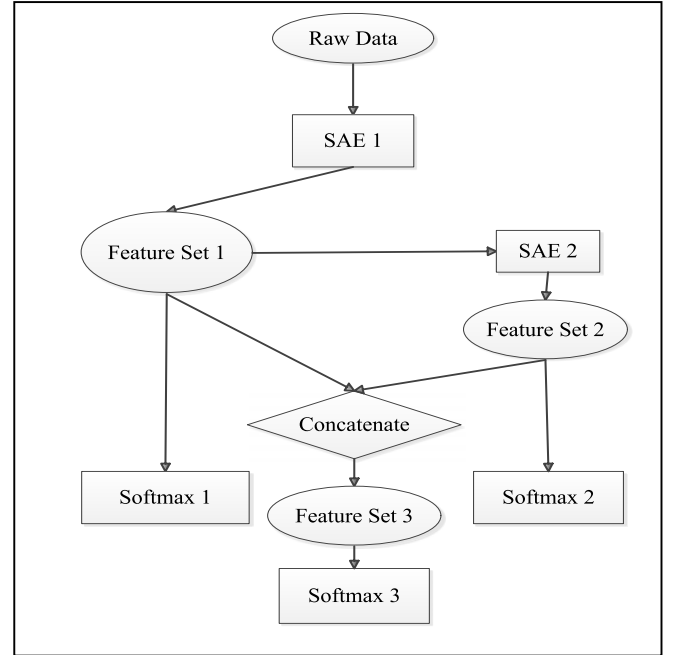 Raw Data
SAE 1
Feature Set 1
SAE 2
Feature Set 2
Concatenate
Softmax 1
Softmax 2
Feature Set 3
Softmax 3